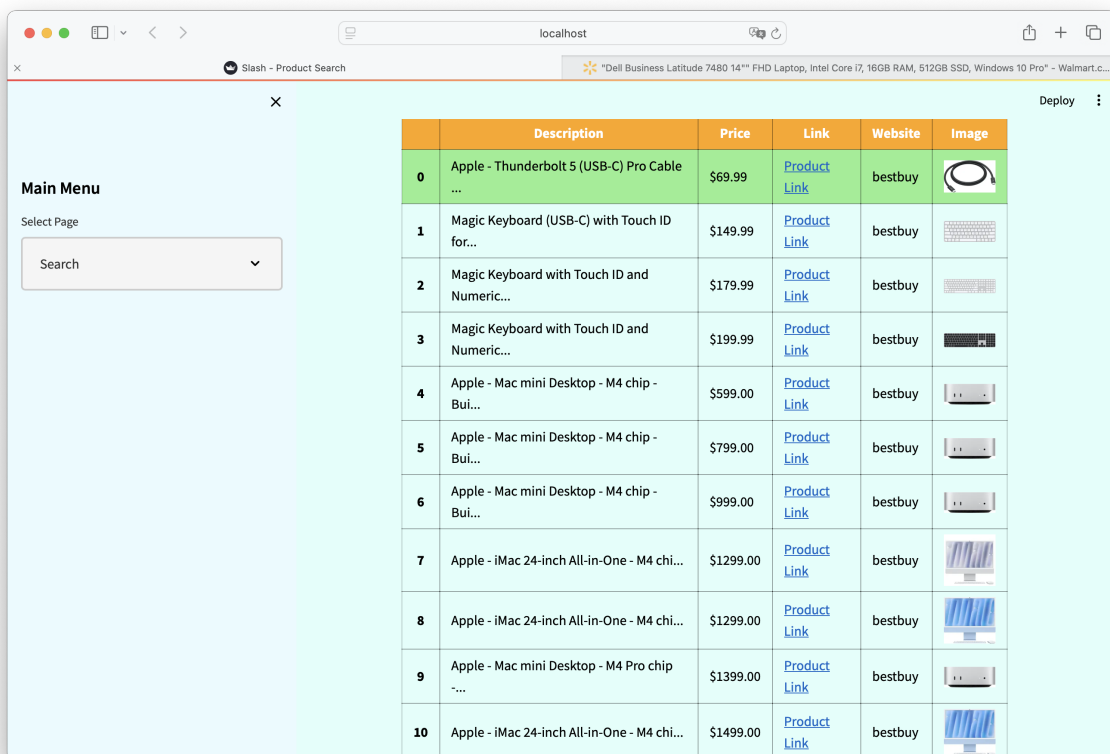 localhost
Slash - Product Search
"Dell Business Latitude 7480 14"" FHD Laptop, Intel Core i7, 16GB RAM, 512GB SSD, Windows 10 Pro" - Walmart.c...
Deploy
Main Menu
Select Page
Search
Description Price Link Website Image
0 Apple - Thunderbolt 5 (USB-C) Pro Cable ... $69.99 Product Link bestbuy
1 Magic Keyboard (USB-C) with Touch ID for... $149.99 Product Link bestbuy
2 Magic Keyboard with Touch ID and Numeric... $179.99 Product Link bestbuy
3 Magic Keyboard with Touch ID and Numeric... $199.99 Product Link bestbuy
4 Apple - Mac mini Desktop - M4 chip - Bui... $599.00 Product Link bestbuy
5 Apple - Mac mini Desktop - M4 chip - Bui... $799.00 Product Link bestbuy
6 Apple - Mac mini Desktop - M4 chip - Bui... $999.00 Product Link bestbuy
7 Apple - iMac 24-inch All-in-One - M4 chi... $1299.00 Product Link bestbuy
8 Apple - iMac 24-inch All-in-One - M4 chi... $1299.00 Product Link bestbuy
9 Apple - Mac mini Desktop - M4 Pro chip -... $1399.00 Product Link bestbuy
10 Apple - iMac 24-inch All-in-One - M4 chi... $1499.00 Product Link bestbuy